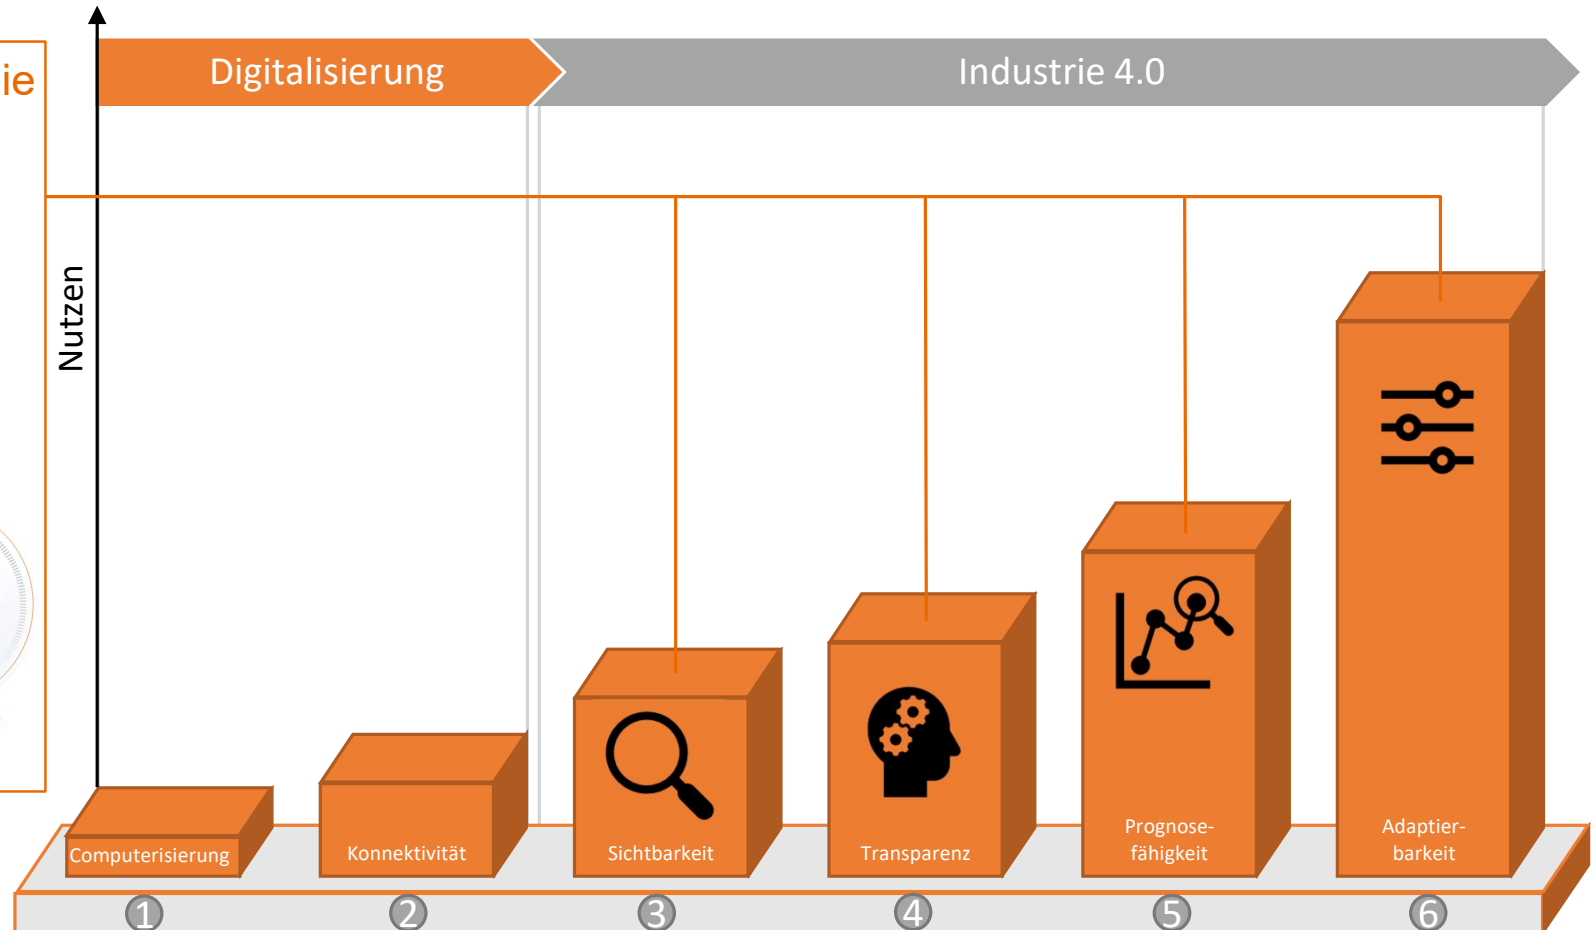 ie
Digitalisierung
Industrie 4.0
Nutzen
Computerisierung
Konnektivität
Sichtbarkeit
Transparenz
Prognose-
fähigkeit
Adaptier-
barkeit
1
2
3
4
5
6